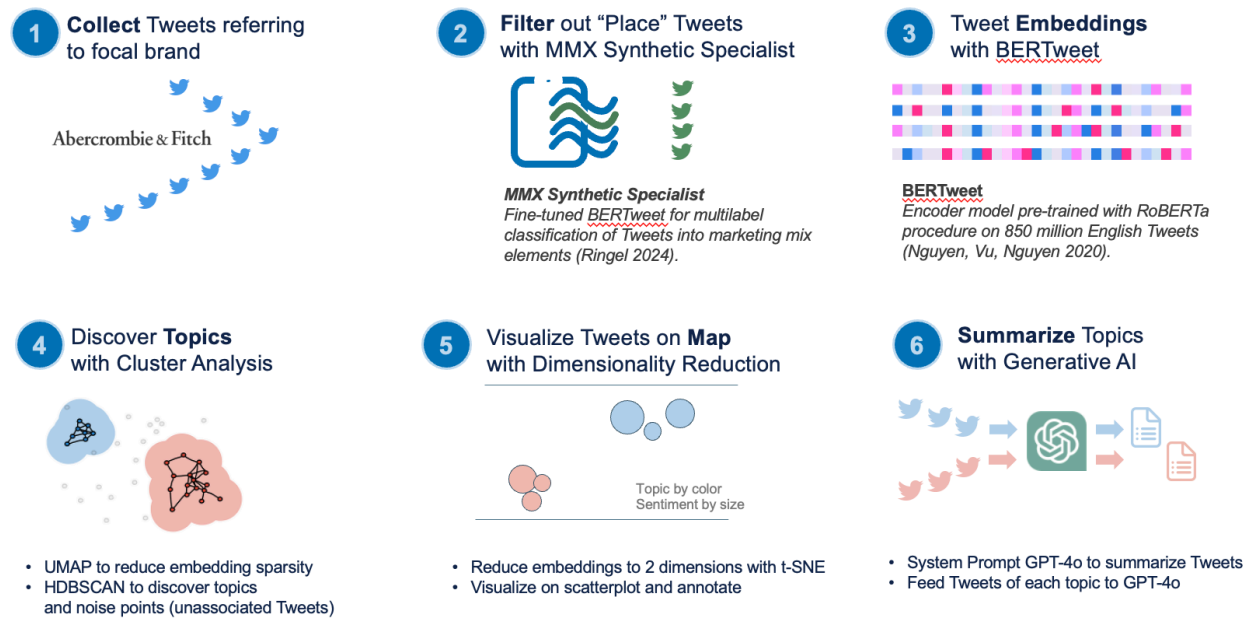 1
Collect Tweets referring
to focal brand
Abercrombie & Fitch
2
Filter out “Place” Tweets
with MMX Synthetic Specialist
MMX Synthetic Specialist
Fine-tuned BERTweet for multilabel
classification of Tweets into marketing mix
elements (Ringel 2024).
3
Tweet Embeddings
with BERTweet
BERTweet
Encoder model pre-trained with RoBERTa
procedure on 850 million English Tweets
(Nguyen, Vu, Nguyen 2020).
4
Discover Topics
with Cluster Analysis
• UMAP to reduce embedding sparsity
• HDBSCAN to discover topics
and noise points (unassociated Tweets)
5
Visualize Tweets on Map
with Dimensionality Reduction
Topic by color
Sentiment by size
• Reduce embeddings to 2 dimensions with t-SNE
• Visualize on scatterplot and annotate
6
Summarize Topics
with Generative AI
• System Prompt GPT-4o to summarize Tweets
• Feed Tweets of each topic to GPT-4o